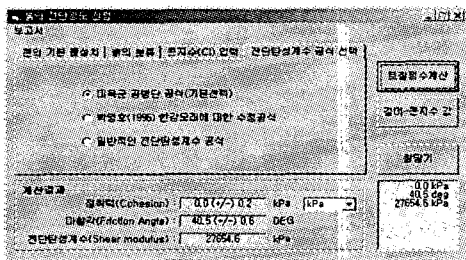 보고서
흙의 기본 물성치 | 흙의 분류 | 콘지수(CI) 입력 | 전단탄성계수 공식 선택
미육군 공병단 공식(기본선택)
박영호(1995) 한강모래에 대한 수정공식
일반적인 전단탄성계수 공식
토질정수계산
깊이-콘지수 값
창닫기
계산결과
점착력(Cohesion) : 0.0 (+/-) 0.2 kPa kPa
마찰각(Friction Angle) : 40.5 (+/-) 0.6 DEG
전단탄성계수(Shear modulus) : 27654.6 kPa
0.0 kPa
40.5 deg
27654.6 kPa